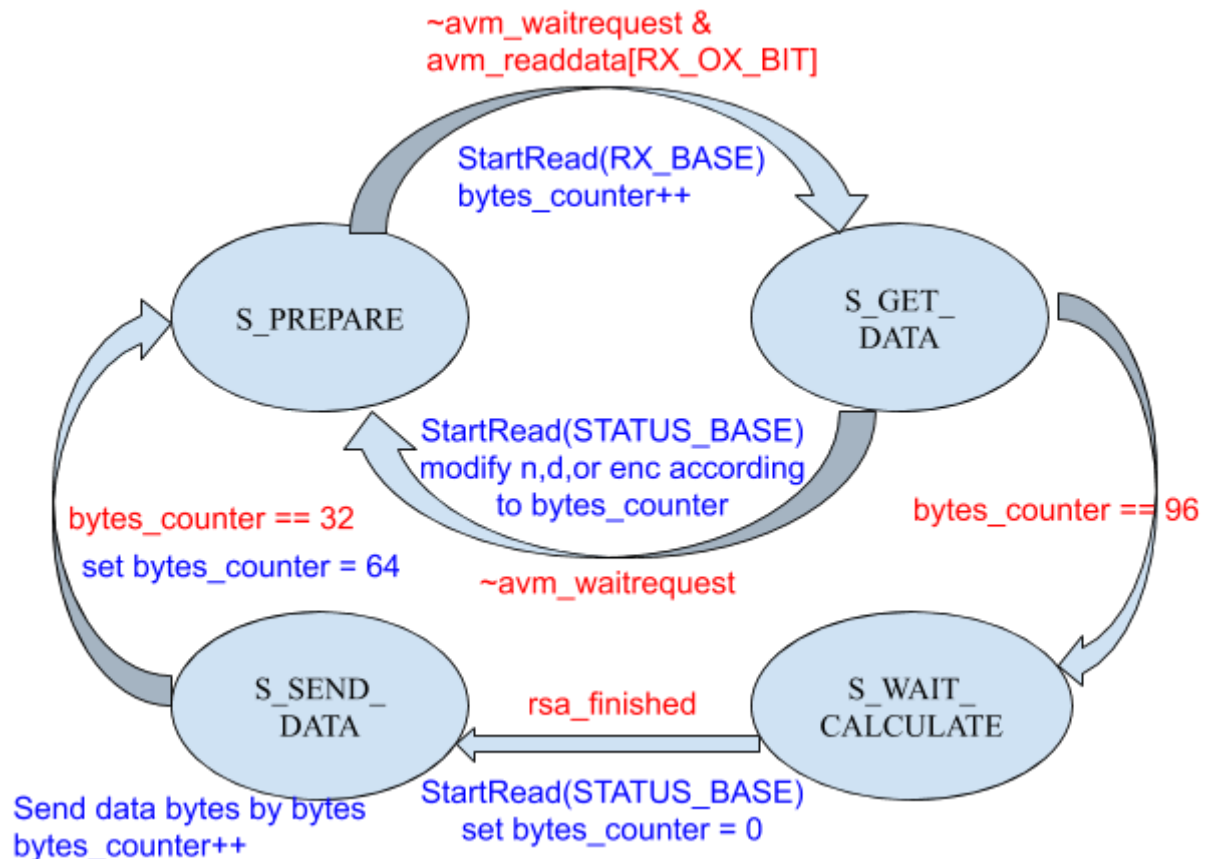 ~avm_waitrequest &
avm_readdata[RX_OX_BIT]
StartRead(RX_BASE)
bytes_counter++
S_PREPARE
S_GET_
DATA
StartRead(STATUS_BASE)
modify n,d,or enc according
to bytes_counter
~avm_waitrequest
bytes_counter == 96
bytes_counter == 32
set bytes_counter = 64
S_SEND_
DATA
rsa_finished
S_WAIT_
CALCULATE
StartRead(STATUS_BASE)
set bytes_counter = 0
Send data bytes by bytes
bytes_counter++